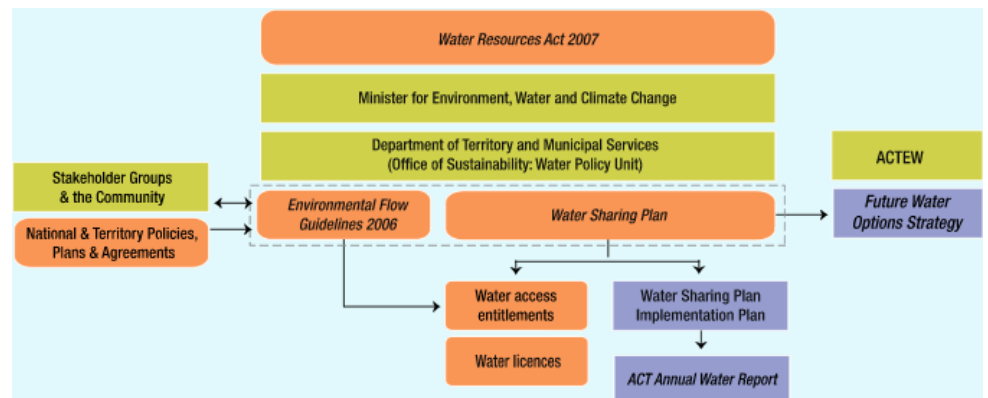 Water Resources Act 2007
Minister for Environment, Water and Climate Change
Department of Territory and Municipal Services
(Office of Sustainability: Water Policy Unit)
ACTEW
Stakeholder Groups
& the Community
Environmental Flow
Guidelines 2006
Water Sharing Plan
Future Water
Options Strategy
National & Territory Policies,
Plans & Agreements
Water access
entitlements
Water Sharing Plan
Implementation Plan
Water licences
ACT Annual Water Report